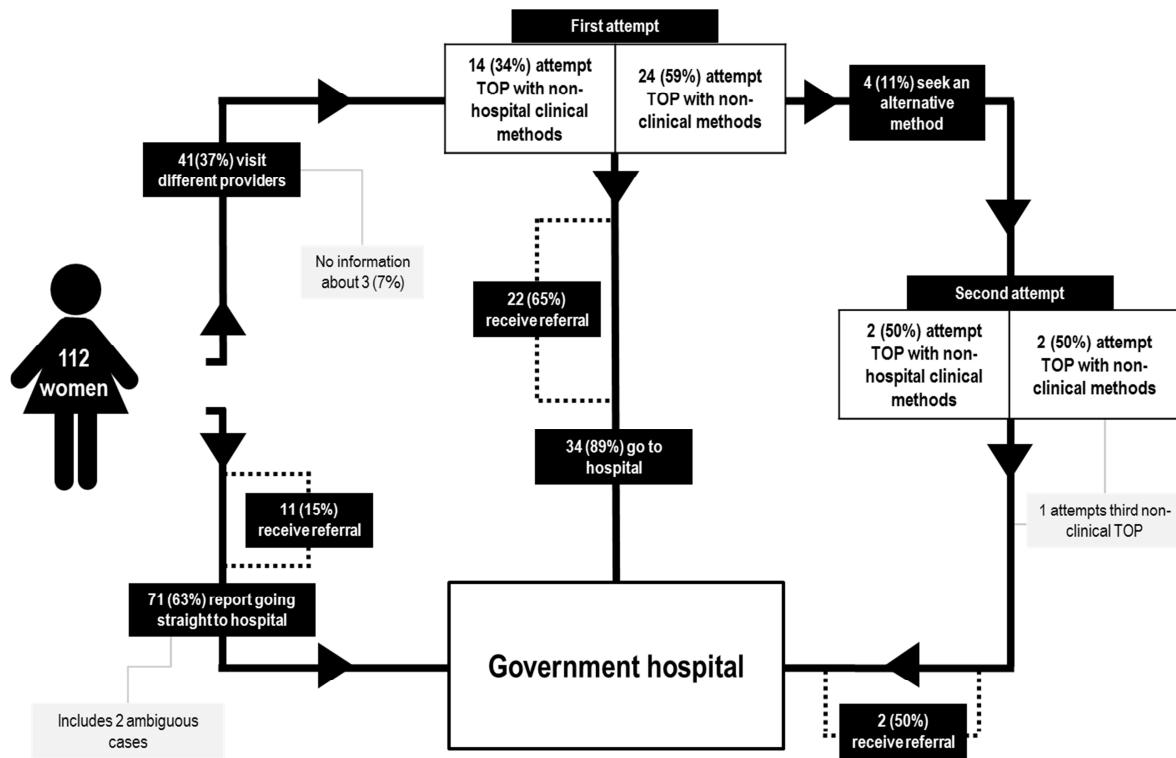 First attempt
14 (34%) attempt
TOP with non-
hospital clinical
methods
24 (59%) attempt
TOP with non-
clinical methods
4 (11%) seek an
alternative
method
41(37%) visit
different providers
No information
about 3 (7%)
112
women
22 (65%)
receive referral
Second attempt
2 (50%) attempt
TOP with non-
hospital clinical
methods
2 (50%) attempt
TOP with non-
clinical methods
34 (89%) go to
hospital
11 (15%)
receive referral
1 attempts third non-
clinical TOP
71 (63%) report going
straight to hospital
Government hospital
Includes 2 ambiguous
cases
2 (50%)
receive referral